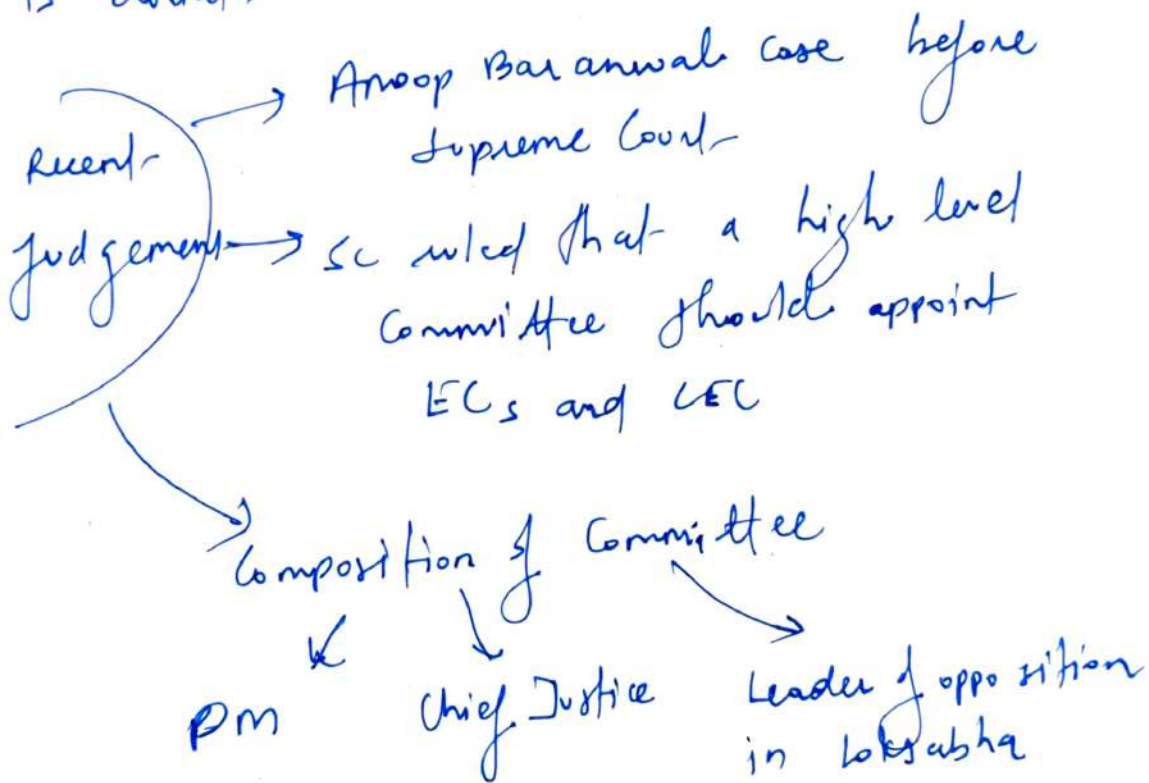 Recent
Judgement
Anoop Baranwal case before
Supreme Court
SC ruled that a high level
Committee should appoint
ECs and CEC
Composition of Committee
PM
Chief Justice
Leader of opposition
in Loksabha